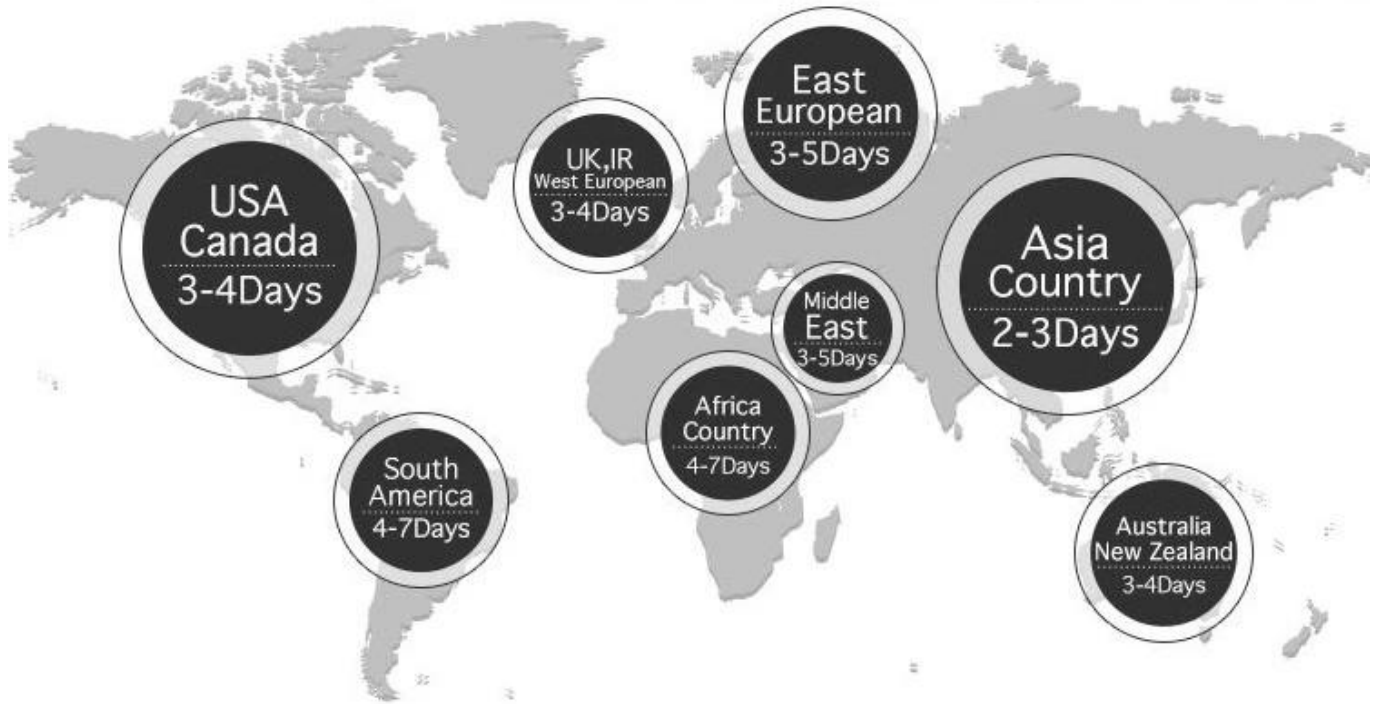 USA
Canada
3-4Days
UK,IR
West European
3-4Days
East
European
3-5Days
Asia
Country
2-3Days
Middle
East
3-5Days
Africa
Country
4-7Days
South
America
4-7Days
Australia
New Zealand
3-4Days